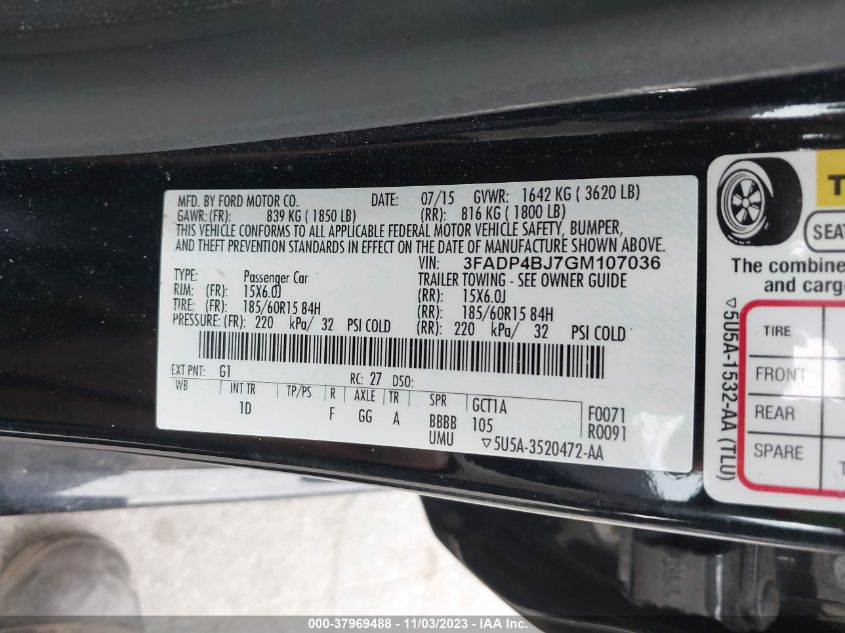 MFD. BY FORD MOTOR CO. DATE: 07/15 GVWR: 1642 KG ( 3620 LB)
GAWR: (FR): 839 KG ( 1850 LB) (RR): 816 KG ( 1800 LB)
THIS VEHICLE CONFORMS TO ALL APPLICABLE FEDERAL MOTOR VEHICLE SAFETY, BUMPER,
AND THEFT PREVENTION STANDARDS IN EFFECT ON THE DATE OF MANUFACTURE SHOWN ABOVE
VIN: 3FADP4BJ7GM107036
TYPE: Passenger Car TRAILER TOWING - SEE OWNER GUIDE
RIM: (FR): 15X6.0J (RR): 15X6.0J
TIRE: (FR): 185/60R15 84H (RR): 185/60R15 84H
PRESSURE: (FR): 220 kPa/ 32 PSI COLD (RR): 220 kPa/ 32 PSI COLD
EXT PNT: G1 RC: 27 DSO:
WB INT TR TP/PS R AXLE TR SPR GCT1A F0071
1D F GG A BBBB 105 R0091
UMU ▽5U5A-3520472-AA
SEAT
The combine
and cargo
TIRE
FRONT
REAR
SPARE
▽5U5A-1532-AA (TLU)
000-37969488 - 11/03/2023 - IAAI.com